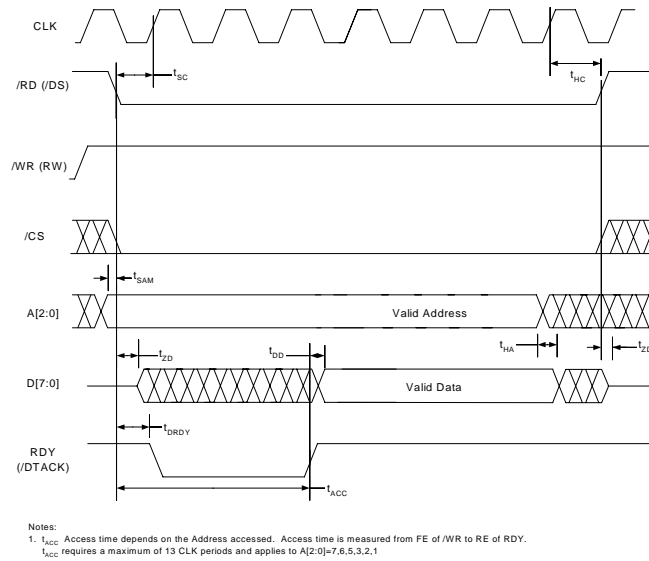 CLK
t_SC
t_HC
/RD (/DS)
/WR (RW)
/CS
t_SAM
A[2:0]
Valid Address
t_ZD
t_DD
t_HA
t_ZD
D[7:0]
Valid Data
t_DRDY
RDY
(/DTACK)
t_ACC
Notes:
1. t_ACC Access time depends on the Address accessed. Access time is measured from FE of /WR to RE of RDY.
t_ACC requires a maximum of 13 CLK periods and applies to A[2:0]=7,6,5,3,2,1